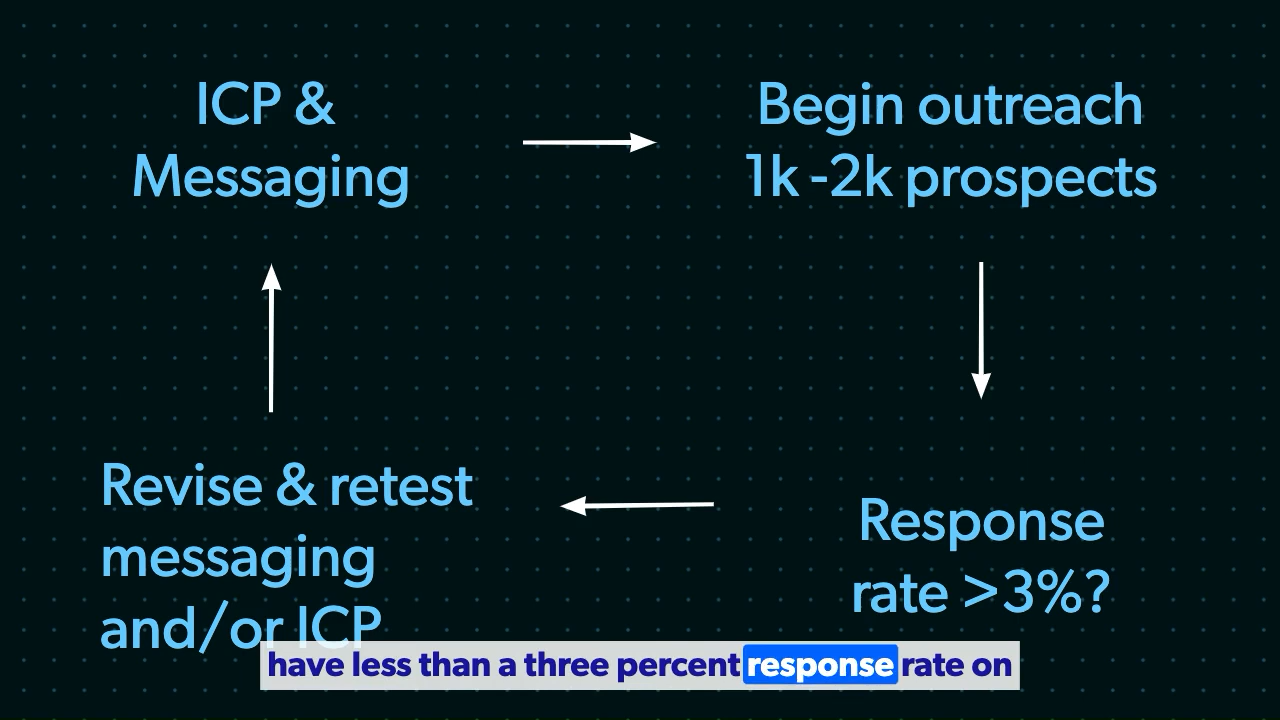 ICP &
Messaging
Begin outreach
1k -2k prospects
Revise & retest
messaging
and/or ICP
Response
rate >3%?
have less than a three percent response rate on